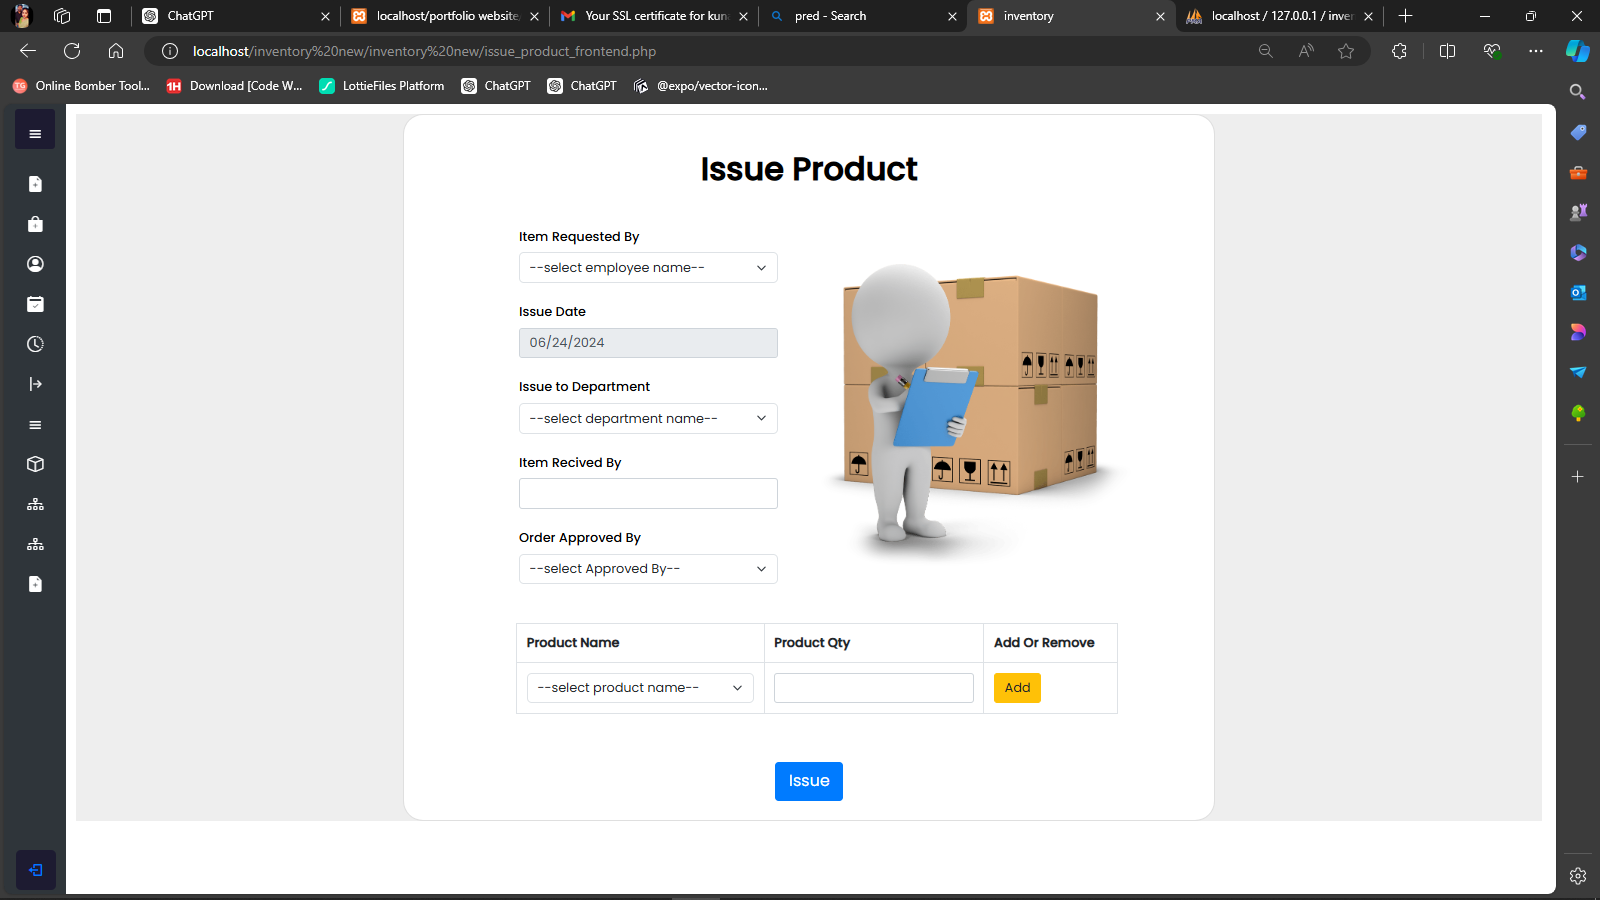 ChatGPT
localhost/portfolio website
Your SSL certificate for kun
pred - Search
inventory
localhost / 127.0.0.1 / inver
localhost/inventory%20new/inventory%20new/issue_product_frontend.php
Online Bomber Tool...
Download [Code W...
LottieFiles Platform
ChatGPT
ChatGPT
@expo/vector-icon...
Issue Product
Item Requested By
--select employee name--
Issue Date
06/24/2024
Issue to Department
--select department name--
Item Recived By
Order Approved By
--select Approved By--
Product Name Product Qty Add Or Remove
--select product name-- Add
Issue